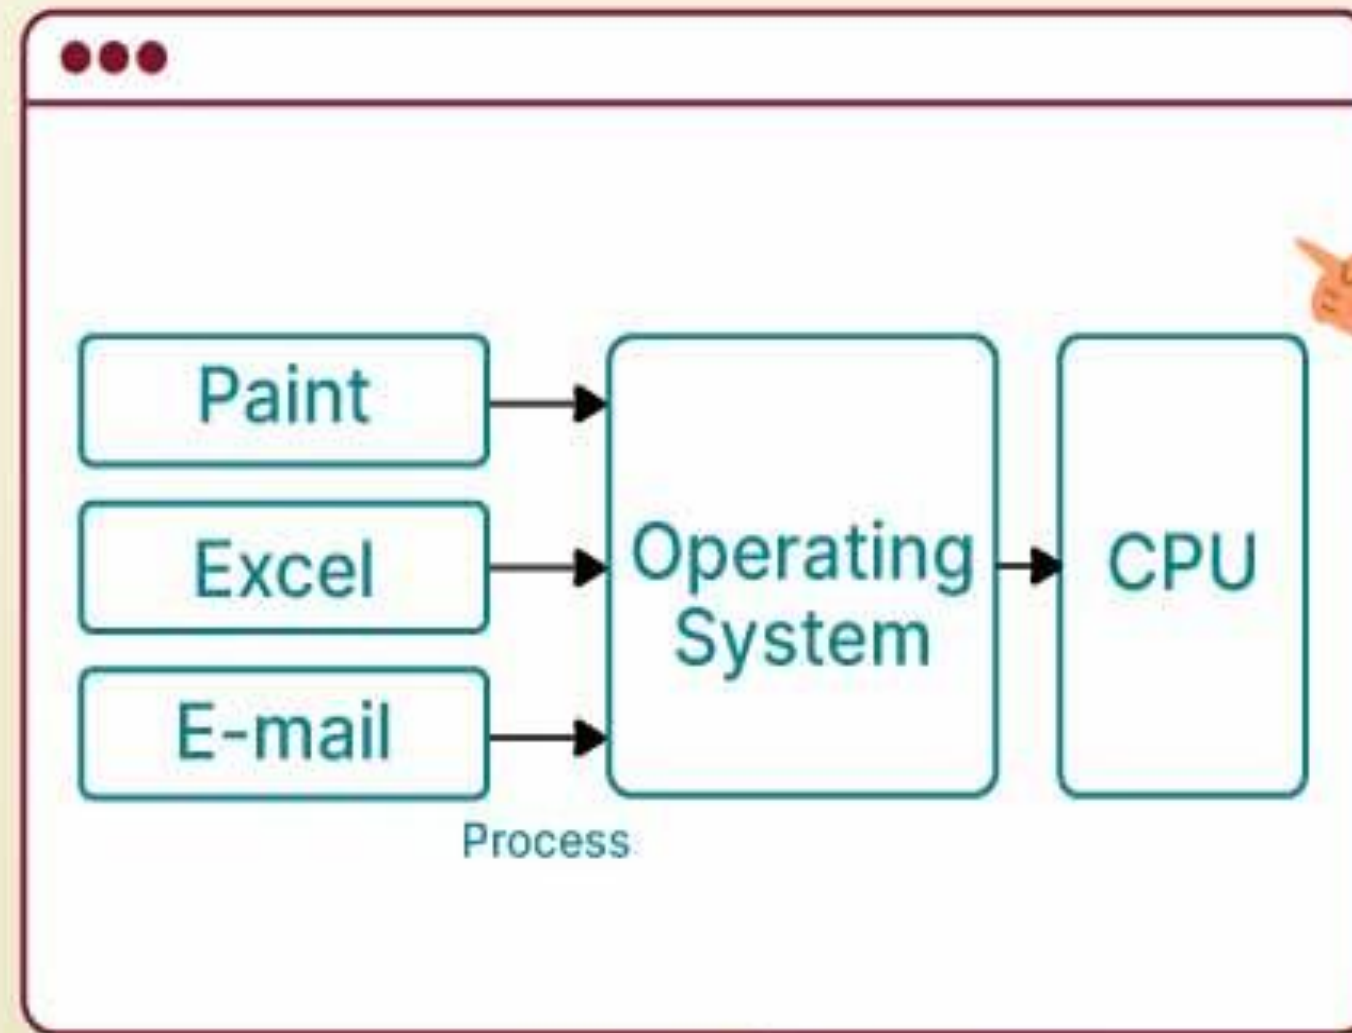 Paint
Excel
E-mail
Operating
System
CPU
Process